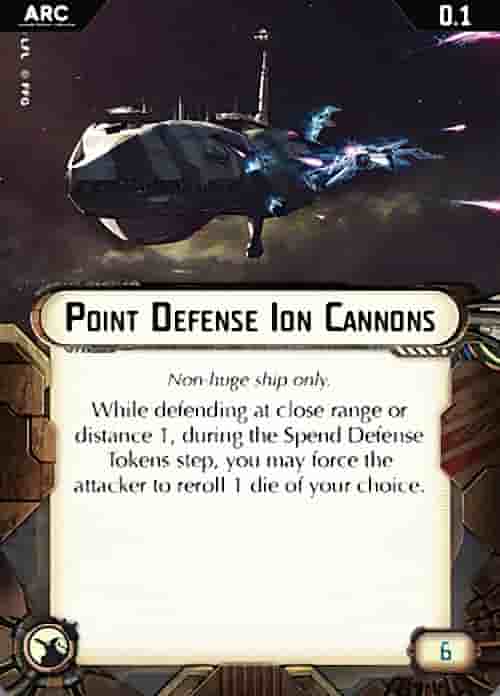 ARC
0.1
LFL © FFG
POINT DEFENSE ION CANNONS
Non-huge ship only.
While defending at close range or
distance 1, during the Spend Defense
Tokens step, you may force the
attacker to reroll 1 die of your choice.
6